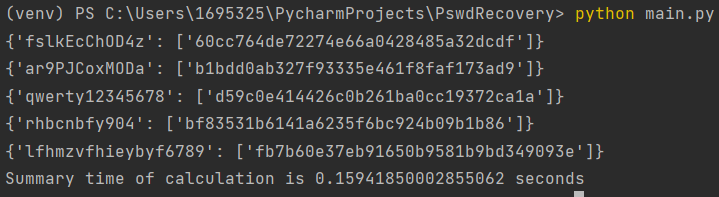 (venv) PS C:\Users\1695325\PycharmProjects\PswdRecovery> python main.py
{'fslkEcChOD4z': ['60cc764de72274e66a0428485a32dcdf']}
{'ar9PJCoxMODa': ['b1bdd0ab327f93335e461f8faf173ad9']}
{'qwerty12345678': ['d59c0e414426c0b261ba0cc19372ca1a']}
{'rhbcnbfy904': ['bf83531b6141a6235f6bc924b09b1b86']}
{'lfhmzvfhieybyf6789': ['fb7b60e37eb91650b9581b9bd349093e']}
Summary time of calculation is 0.15941850002855062 seconds